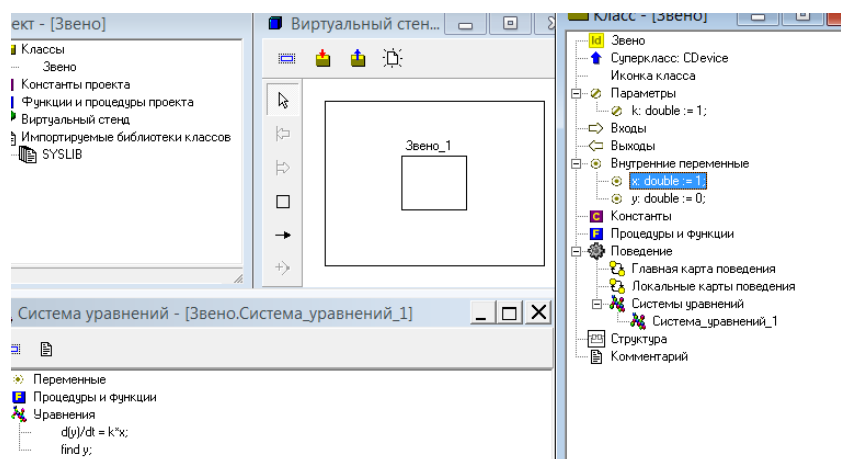 ект - [Звено]
Классы
Звено
Константы проекта
Функции и процедуры проекта
Виртуальный стенд
Импортируемые библиотеки классов
SYSLIB
Виртуальный стен...
Звено_1
Система уравнений - [Звено.Система_уравнений_1]
Переменные
Процедуры и функции
Уравнения
d(y)/dt = k*x;
find y;
Класс - [Звено]
Звено
Суперкласс: CDevice
Иконка класса
Параметры
k: double := 1;
Входы
Выходы
Внутренние переменные
x: double := 1;
y: double := 0;
Константы
Процедуры и функции
Поведение
Главная карта поведения
Локальные карты поведения
Системы уравнений
Система_уравнений_1
Структура
Комментарий